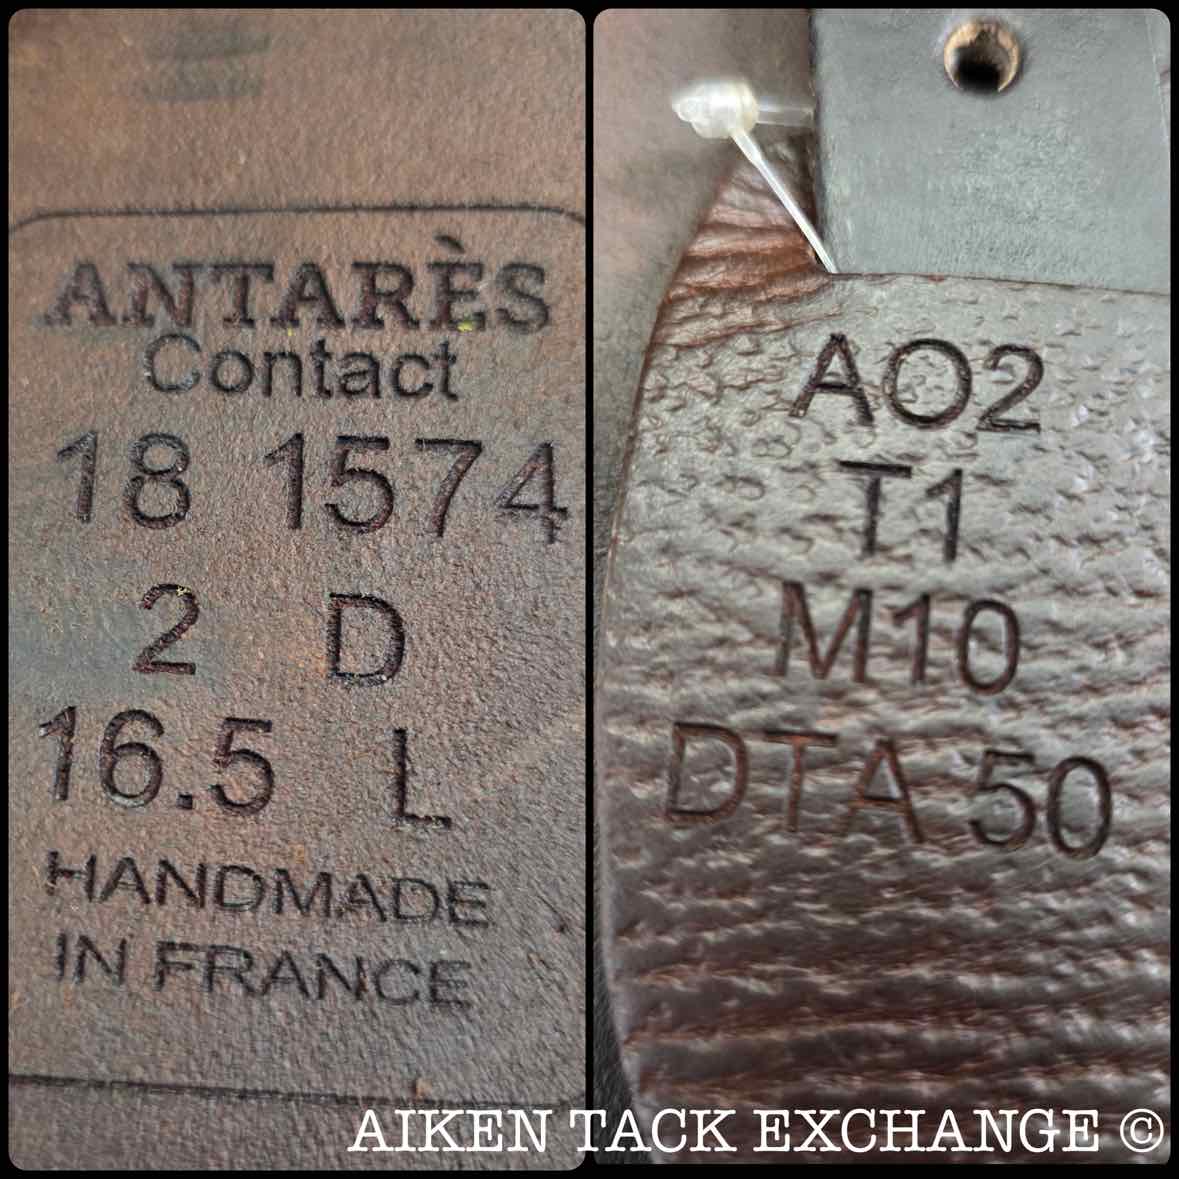 ANTARÈS
Contact
18 1574
2 D
16.5 L
HANDMADE
IN FRANCE
AO2
T1
M10
DTA 50
AIKEN TACK EXCHANGE ©